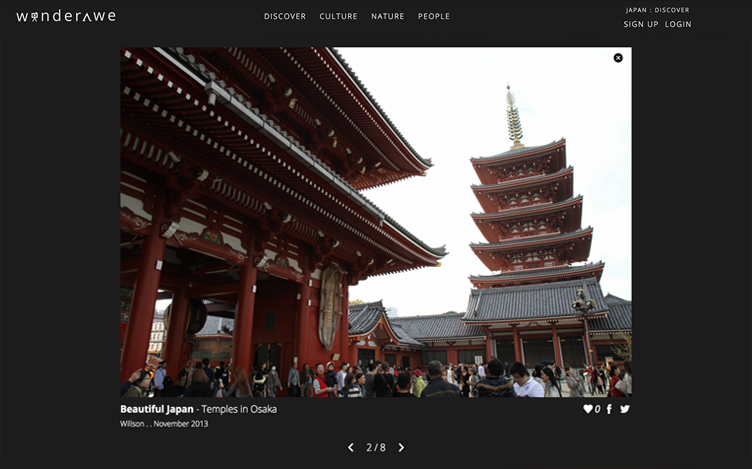 wonderawe
DISCOVER CULTURE NATURE PEOPLE
JAPAN : DISCOVER
SIGN UP LOGIN
Beautiful Japan - Temples in Osaka
0
Willson . . November 2013
2/8